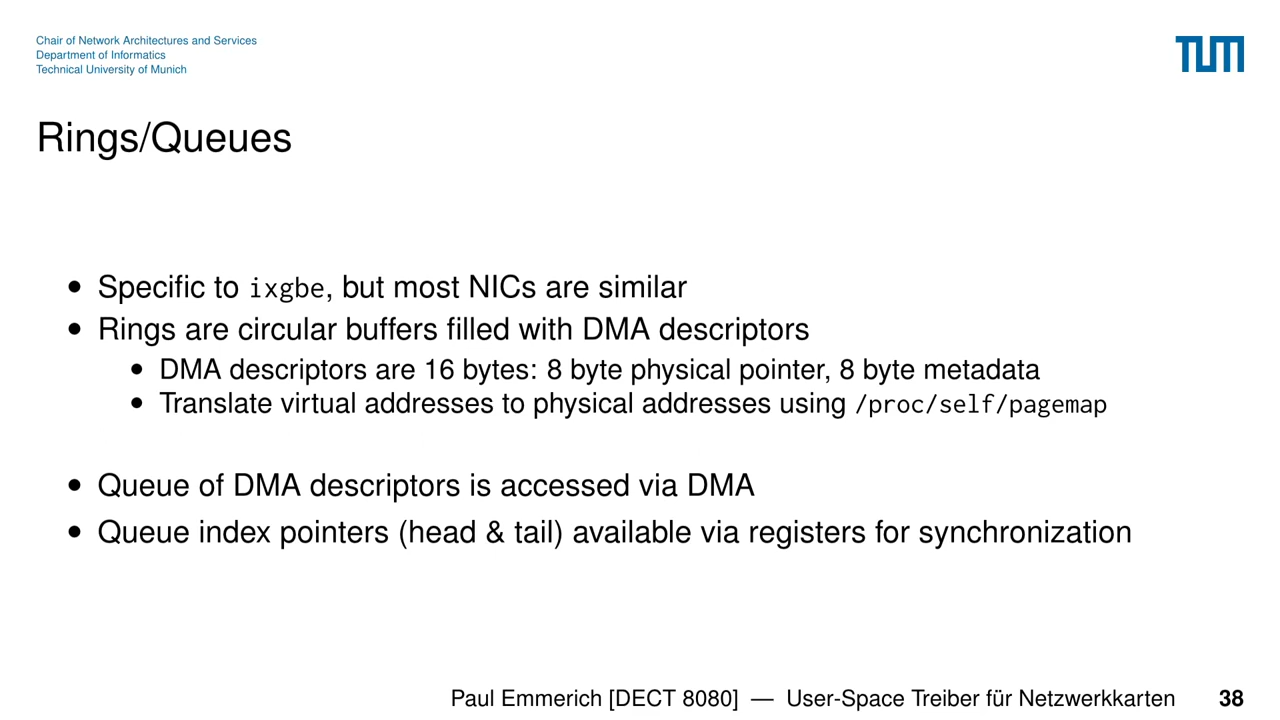 Chair of Network Architectures and Services
Department of Informatics
Technical University of Munich
TUM
Rings/Queues
• Specific to ixgbe, but most NICs are similar
• Rings are circular buffers filled with DMA descriptors
• DMA descriptors are 16 bytes: 8 byte physical pointer, 8 byte metadata
• Translate virtual addresses to physical addresses using /proc/self/pagemap
• Queue of DMA descriptors is accessed via DMA
• Queue index pointers (head & tail) available via registers for synchronization
Paul Emmerich [DECT 8080] — User-Space Treiber für Netzwerkkarten 38